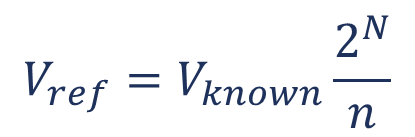 V_ref = V_known 2^N / n